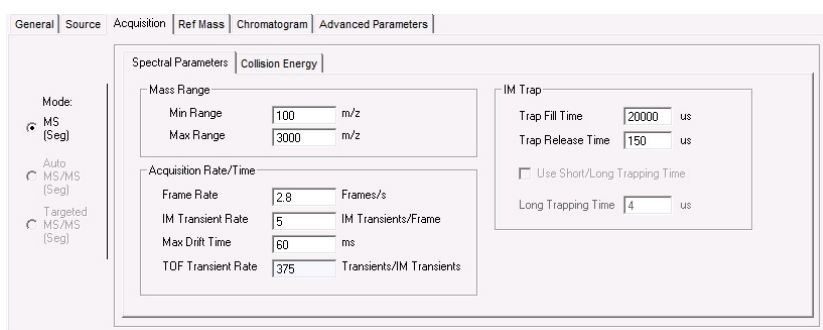 General Source Acquisition Ref Mass Chromatogram Advanced Parameters
Spectral Parameters Collision Energy
Mode:
MS
(Seg)
Auto
MS/MS
(Seg)
Targeted
MS/MS
(Seg)
Mass Range
Min Range 100 m/z
Max Range 3000 m/z
Acquisition Rate/Time
Frame Rate 2.8 Frames/s
IM Transient Rate 5 IM Transients/Frame
Max Drift Time 60 ms
TOF Transient Rate 375 Transients/IM Transients
IM Trap
Trap Fill Time 20000 us
Trap Release Time 150 us
Use Short/Long Trapping Time
Long Trapping Time 4 us